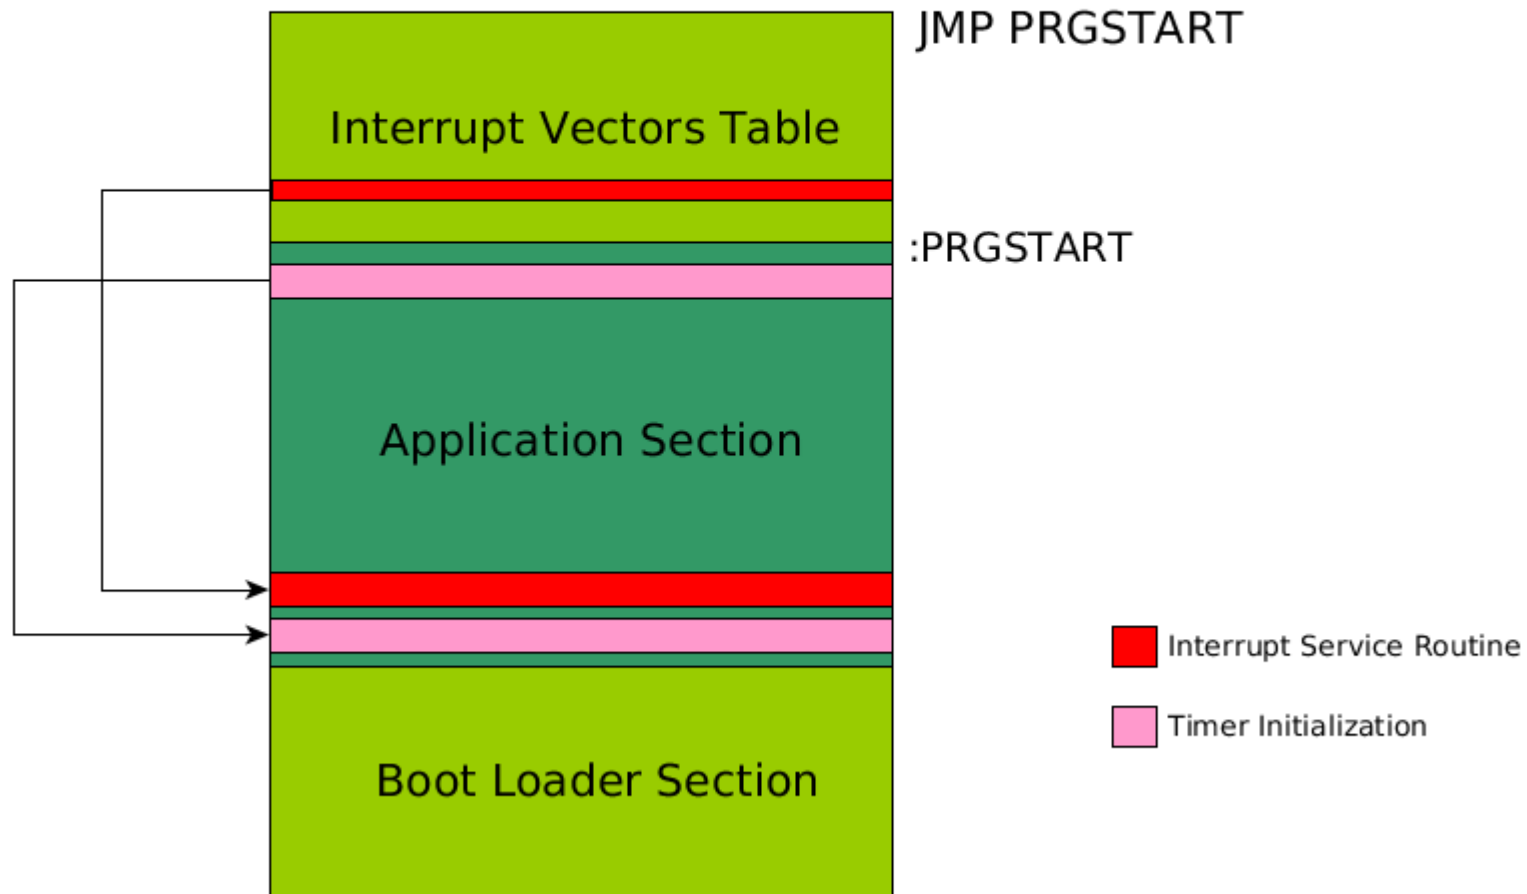 JMP PRGSTART
Interrupt Vectors Table
:PRGSTART
Application Section
Interrupt Service Routine
Timer Initialization
Boot Loader Section